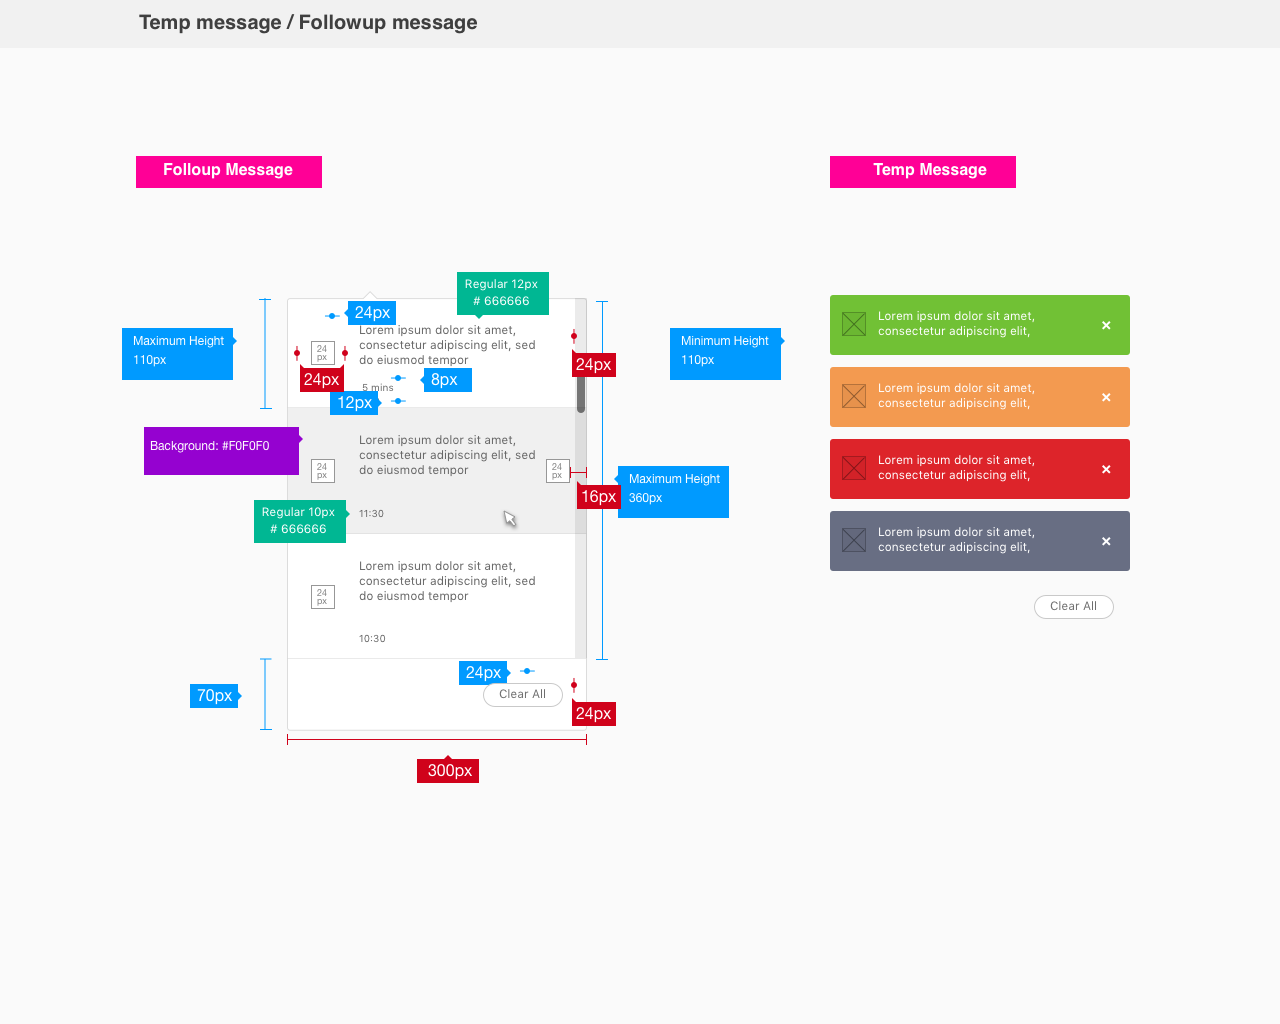 Temp message / Followup message
Folloup Message
Temp Message
Regular 12px
# 666666
24px
Lorem ipsum dolor sit amet,
consectetur adipiscing elit, sed
do eiusmod tempor
24
px
24px
24px
5 mins
8px
12px
Maximum Height
110px
Background: #F0F0F0
Lorem ipsum dolor sit amet,
consectetur adipiscing elit, sed
do eiusmod tempor
24
px
24
px
16px
Maximum Height
360px
Regular 10px
# 666666
11:30
Lorem ipsum dolor sit amet,
consectetur adipiscing elit, sed
do eiusmod tempor
24
px
10:30
24px
Clear All
70px
24px
300px
Minimum Height
110px
Lorem ipsum dolor sit amet,
consectetur adipiscing elit,
×
Lorem ipsum dolor sit amet,
consectetur adipiscing elit,
×
Lorem ipsum dolor sit amet,
consectetur adipiscing elit,
×
Lorem ipsum dolor sit amet,
consectetur adipiscing elit,
×
Clear All